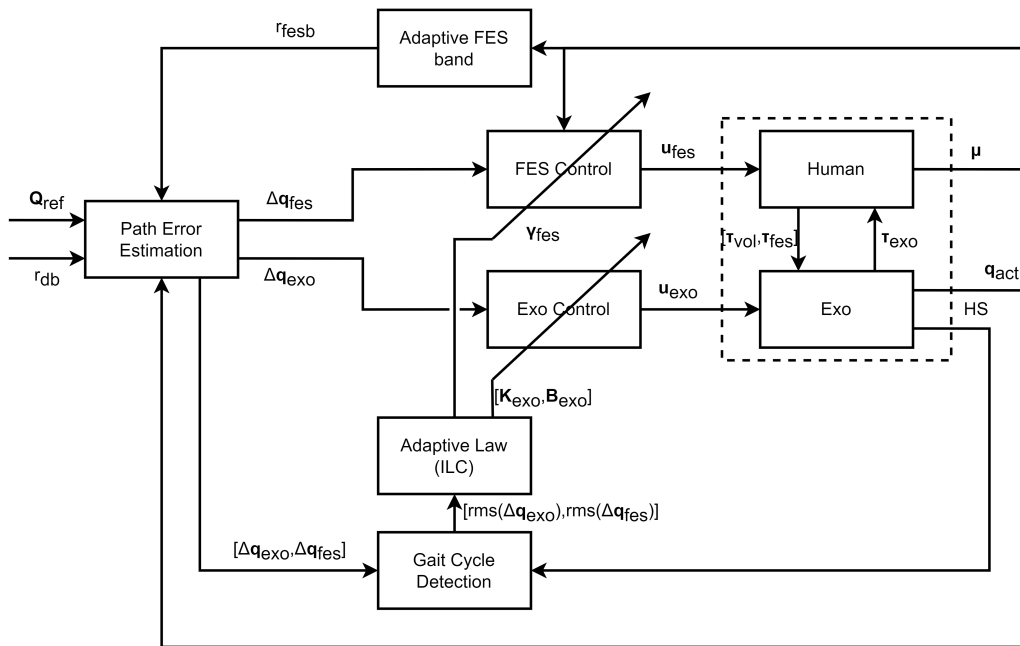 r_fesb
Adaptive FES
band
Q_ref
r_db
Path Error
Estimation
Δq_fes
Δq_exo
FES Control
u_fes
Human
μ
γ_fes
[τ_vol,τ_fes]
τ_exo
Exo Control
u_exo
Exo
q_act
HS
[K_exo,B_exo]
Adaptive Law
(ILC)
[rms(Δq_exo),rms(Δq_fes)]
[Δq_exo,Δq_fes]
Gait Cycle
Detection